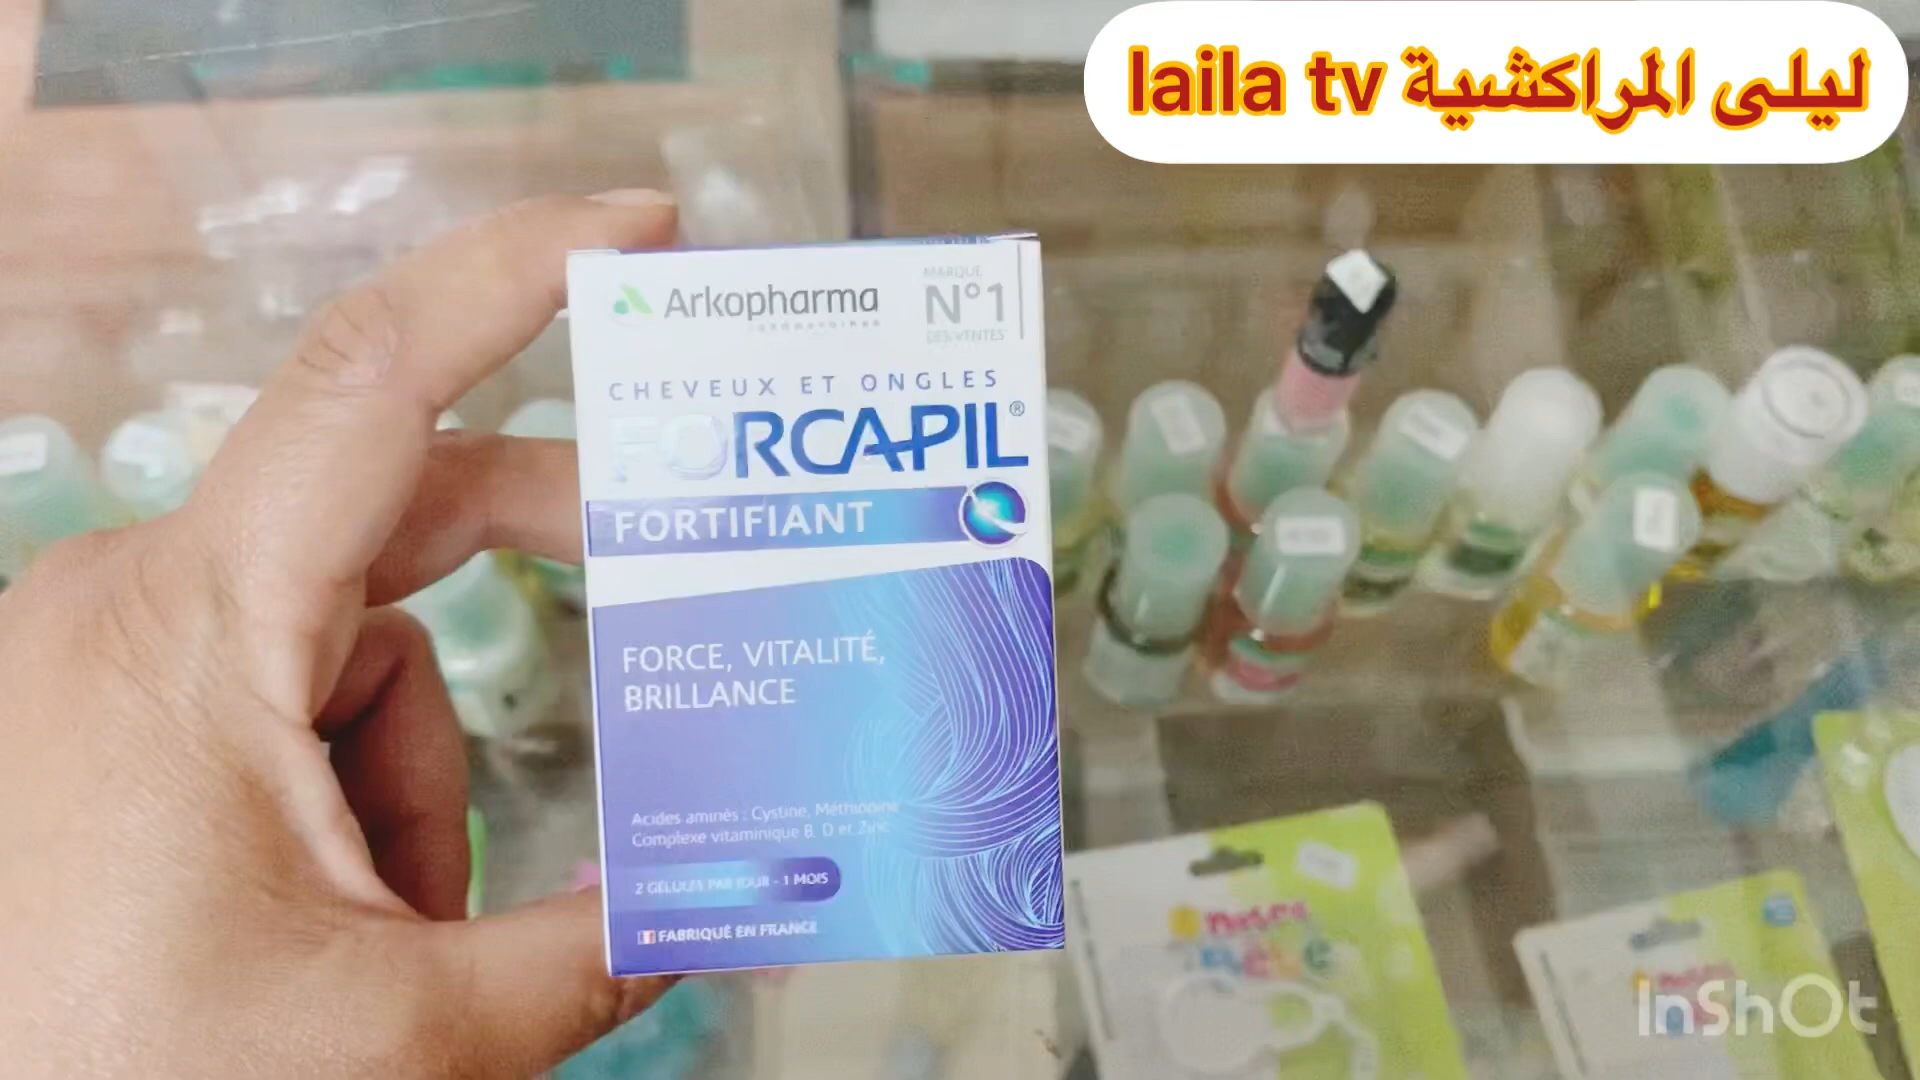 ليلى المراكشية laila tv
Arkopharma
MARQUE
N°1
DES VENTES
CHEVEUX ET ONGLES
FORCAPIL®
FORTIFIANT
FORCE, VITALITÉ,
BRILLANCE
Acides aminés : Cystine, Méthionine
Complexe vitaminique B, D et Zinc
2 GÉLULES PAR JOUR - 1 MOIS
FABRIQUÉ EN FRANCE
InShOt